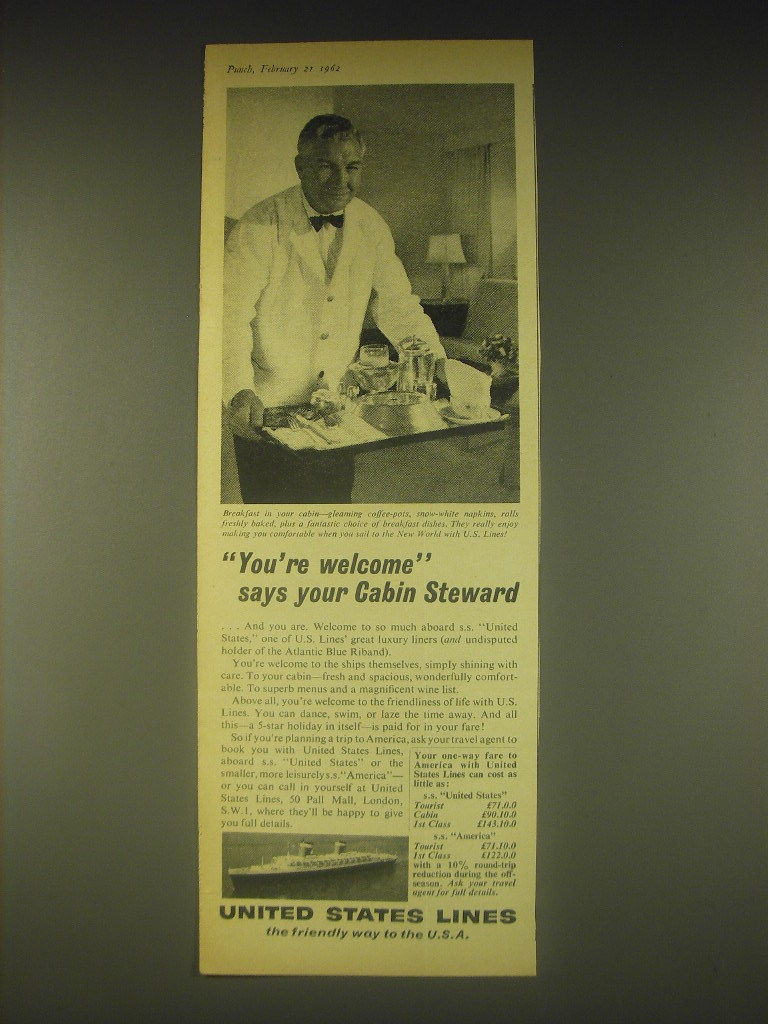 Punch, February 21 1962
Breakfast in your cabin—gleaming coffee-pots, snow-white napkins, rolls
freshly baked, plus a fantastic choice of breakfast dishes. They really enjoy
making you comfortable when you sail to the New World with U.S. Lines!
“You’re welcome”
says your Cabin Steward
. . . And you are. Welcome to so much aboard s.s. “United
States,” one of U.S. Lines’ great luxury liners (and undisputed
holder of the Atlantic Blue Riband).
You’re welcome to the ships themselves, simply shining with
care. To your cabin—fresh and spacious, wonderfully comfort-
able. To superb menus and a magnificent wine list.
Above all, you’re welcome to the friendliness of life with U.S.
Lines. You can dance, swim, or laze the time away. And all
this—a 5-star holiday in itself—is paid for in your fare!
So if you’re planning a trip to America, ask your travel agent to
book you with United States Lines,
aboard s.s. “United States” or the
smaller, more leisurely s.s. “America”—
or you can call in yourself at United
States Lines, 50 Pall Mall, London,
S.W.1, where they’ll be happy to give
you full details.
Your one-way fare to
America with United
States Lines can cost as
little as:
s.s. “United States”
Tourist £71.0.0
Cabin £90.10.0
1st Class £143.10.0
s.s. “America”
Tourist £71.10.0
1st Class £122.0.0
with a 10% round-trip
reduction during the off-
season. Ask your travel
agent for full details.
UNITED STATES LINES
the friendly way to the U.S.A.